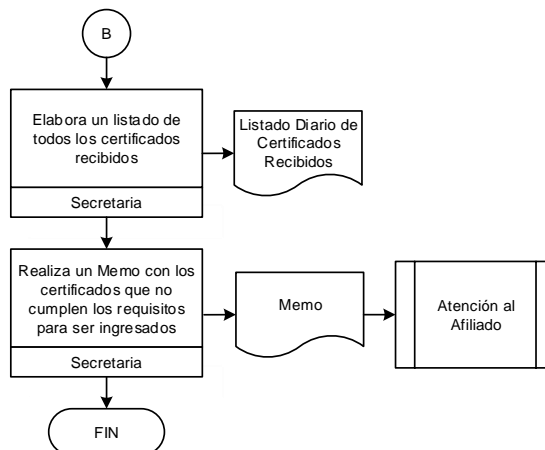 B
Elabora un listado de
todos los certificados
recibidos
Secretaria
Listado Diario de
Certificados
Recibidos
Realiza un Memo con los
certificados que no
cumplen los requisitos
para ser ingresados
Secretaria
Memo
Atención al
Afiliado
FIN